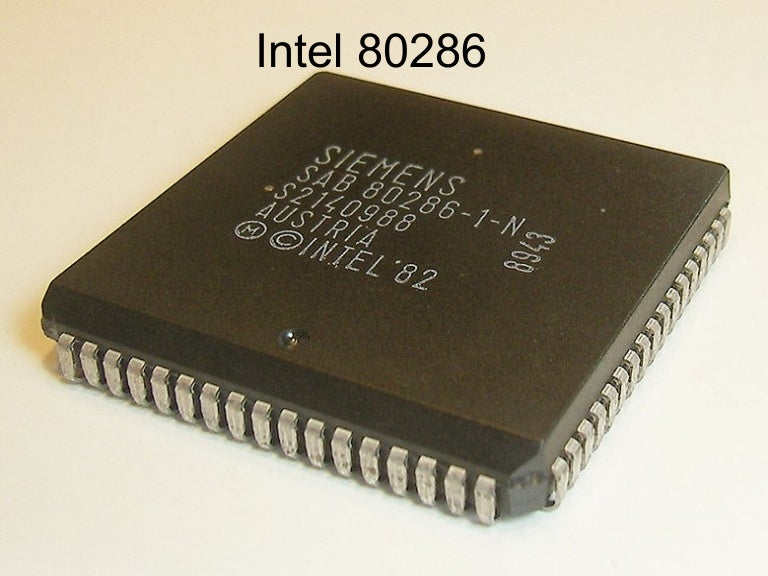 Intel 80286
SIEMENS
SAB 80286-1-N
S2140988
AUSTRIA 8943
Ⓜ ©INTEL '82